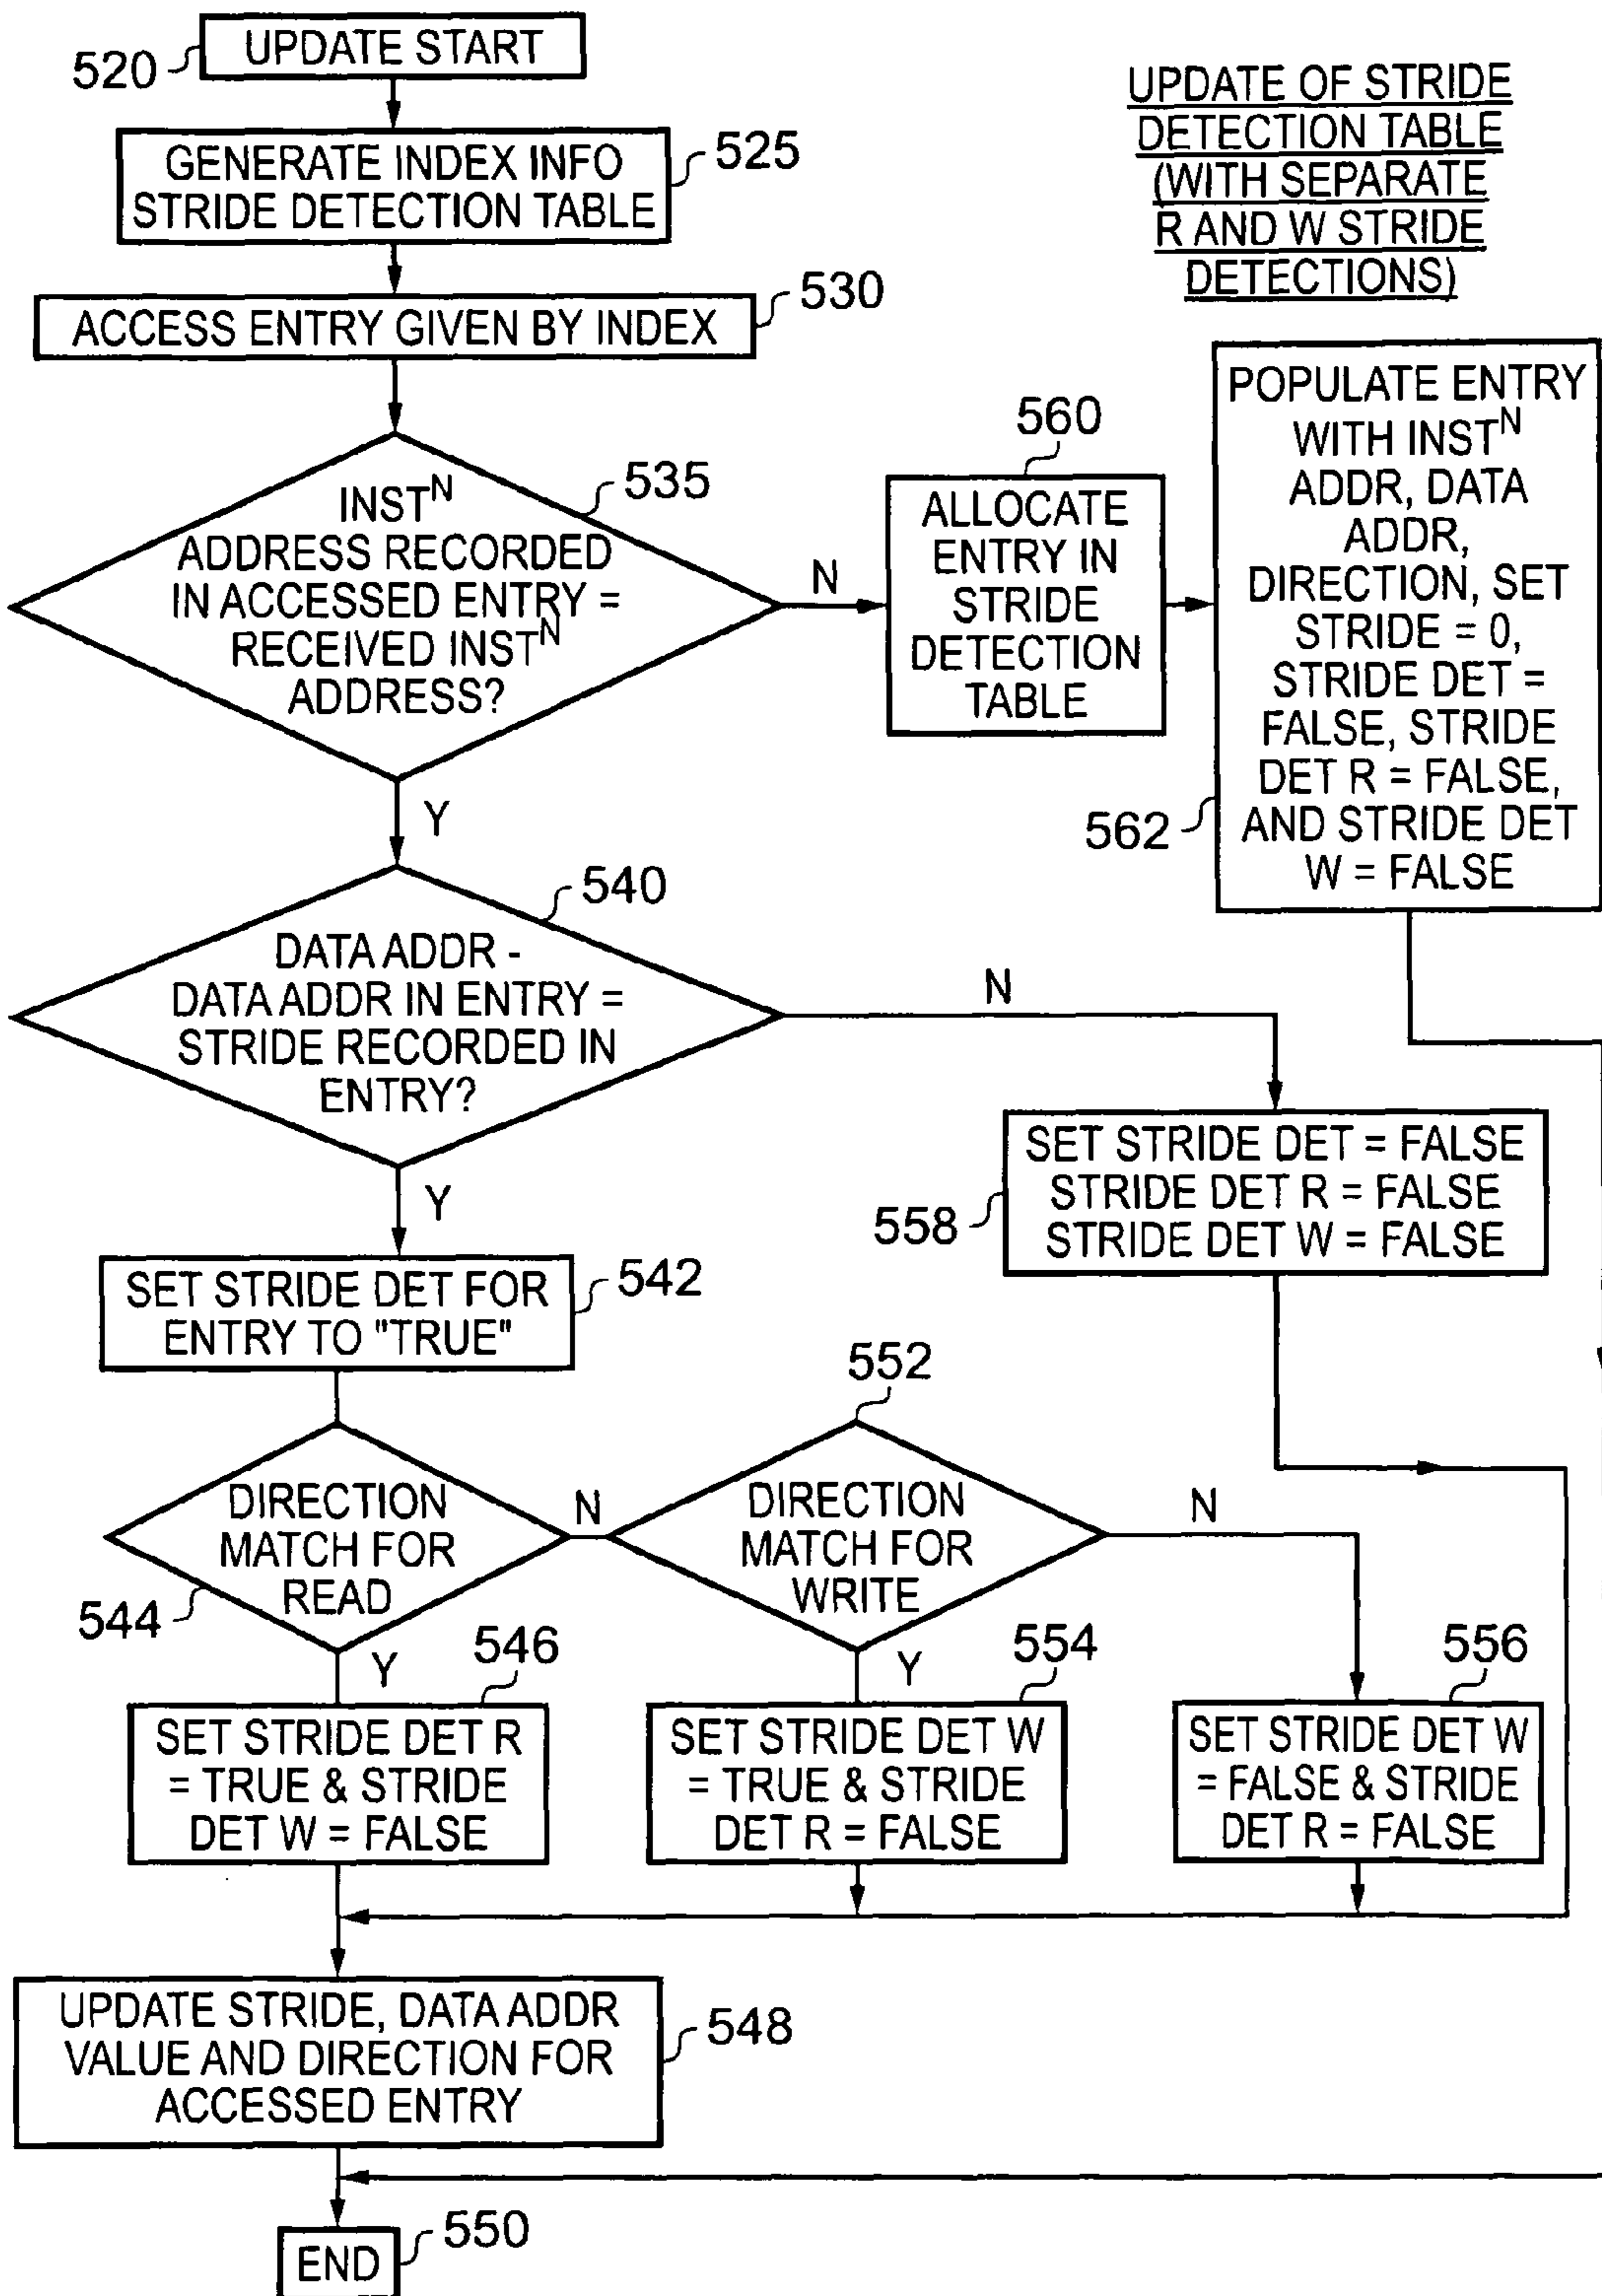 520
UPDATE START
UPDATE OF STRIDE
DETECTION TABLE
(WITH SEPARATE
R AND W STRIDE
DETECTIONS)
GENERATE INDEX INFO
STRIDE DETECTION TABLE
525
ACCESS ENTRY GIVEN BY INDEX
530
INST^N
ADDRESS RECORDED
IN ACCESSED ENTRY =
RECEIVED INST^N
ADDRESS?
535
N
Y
560
ALLOCATE
ENTRY IN
STRIDE
DETECTION
TABLE
POPULATE ENTRY
WITH INST^N
ADDR, DATA
ADDR,
DIRECTION, SET
STRIDE = 0,
STRIDE DET =
FALSE, STRIDE
DET R = FALSE,
AND STRIDE DET
W = FALSE
562
540
DATA ADDR -
DATA ADDR IN ENTRY =
STRIDE RECORDED IN
ENTRY?
N
Y
SET STRIDE DET = FALSE
STRIDE DET R = FALSE
STRIDE DET W = FALSE
558
SET STRIDE DET FOR
ENTRY TO "TRUE"
542
DIRECTION
MATCH FOR
READ
544
N
Y
552
DIRECTION
MATCH FOR
WRITE
N
Y
546
SET STRIDE DET R
= TRUE & STRIDE
DET W = FALSE
554
SET STRIDE DET W
= TRUE & STRIDE
DET R = FALSE
556
SET STRIDE DET W
= FALSE & STRIDE
DET R = FALSE
UPDATE STRIDE, DATA ADDR
VALUE AND DIRECTION FOR
ACCESSED ENTRY
548
END
550